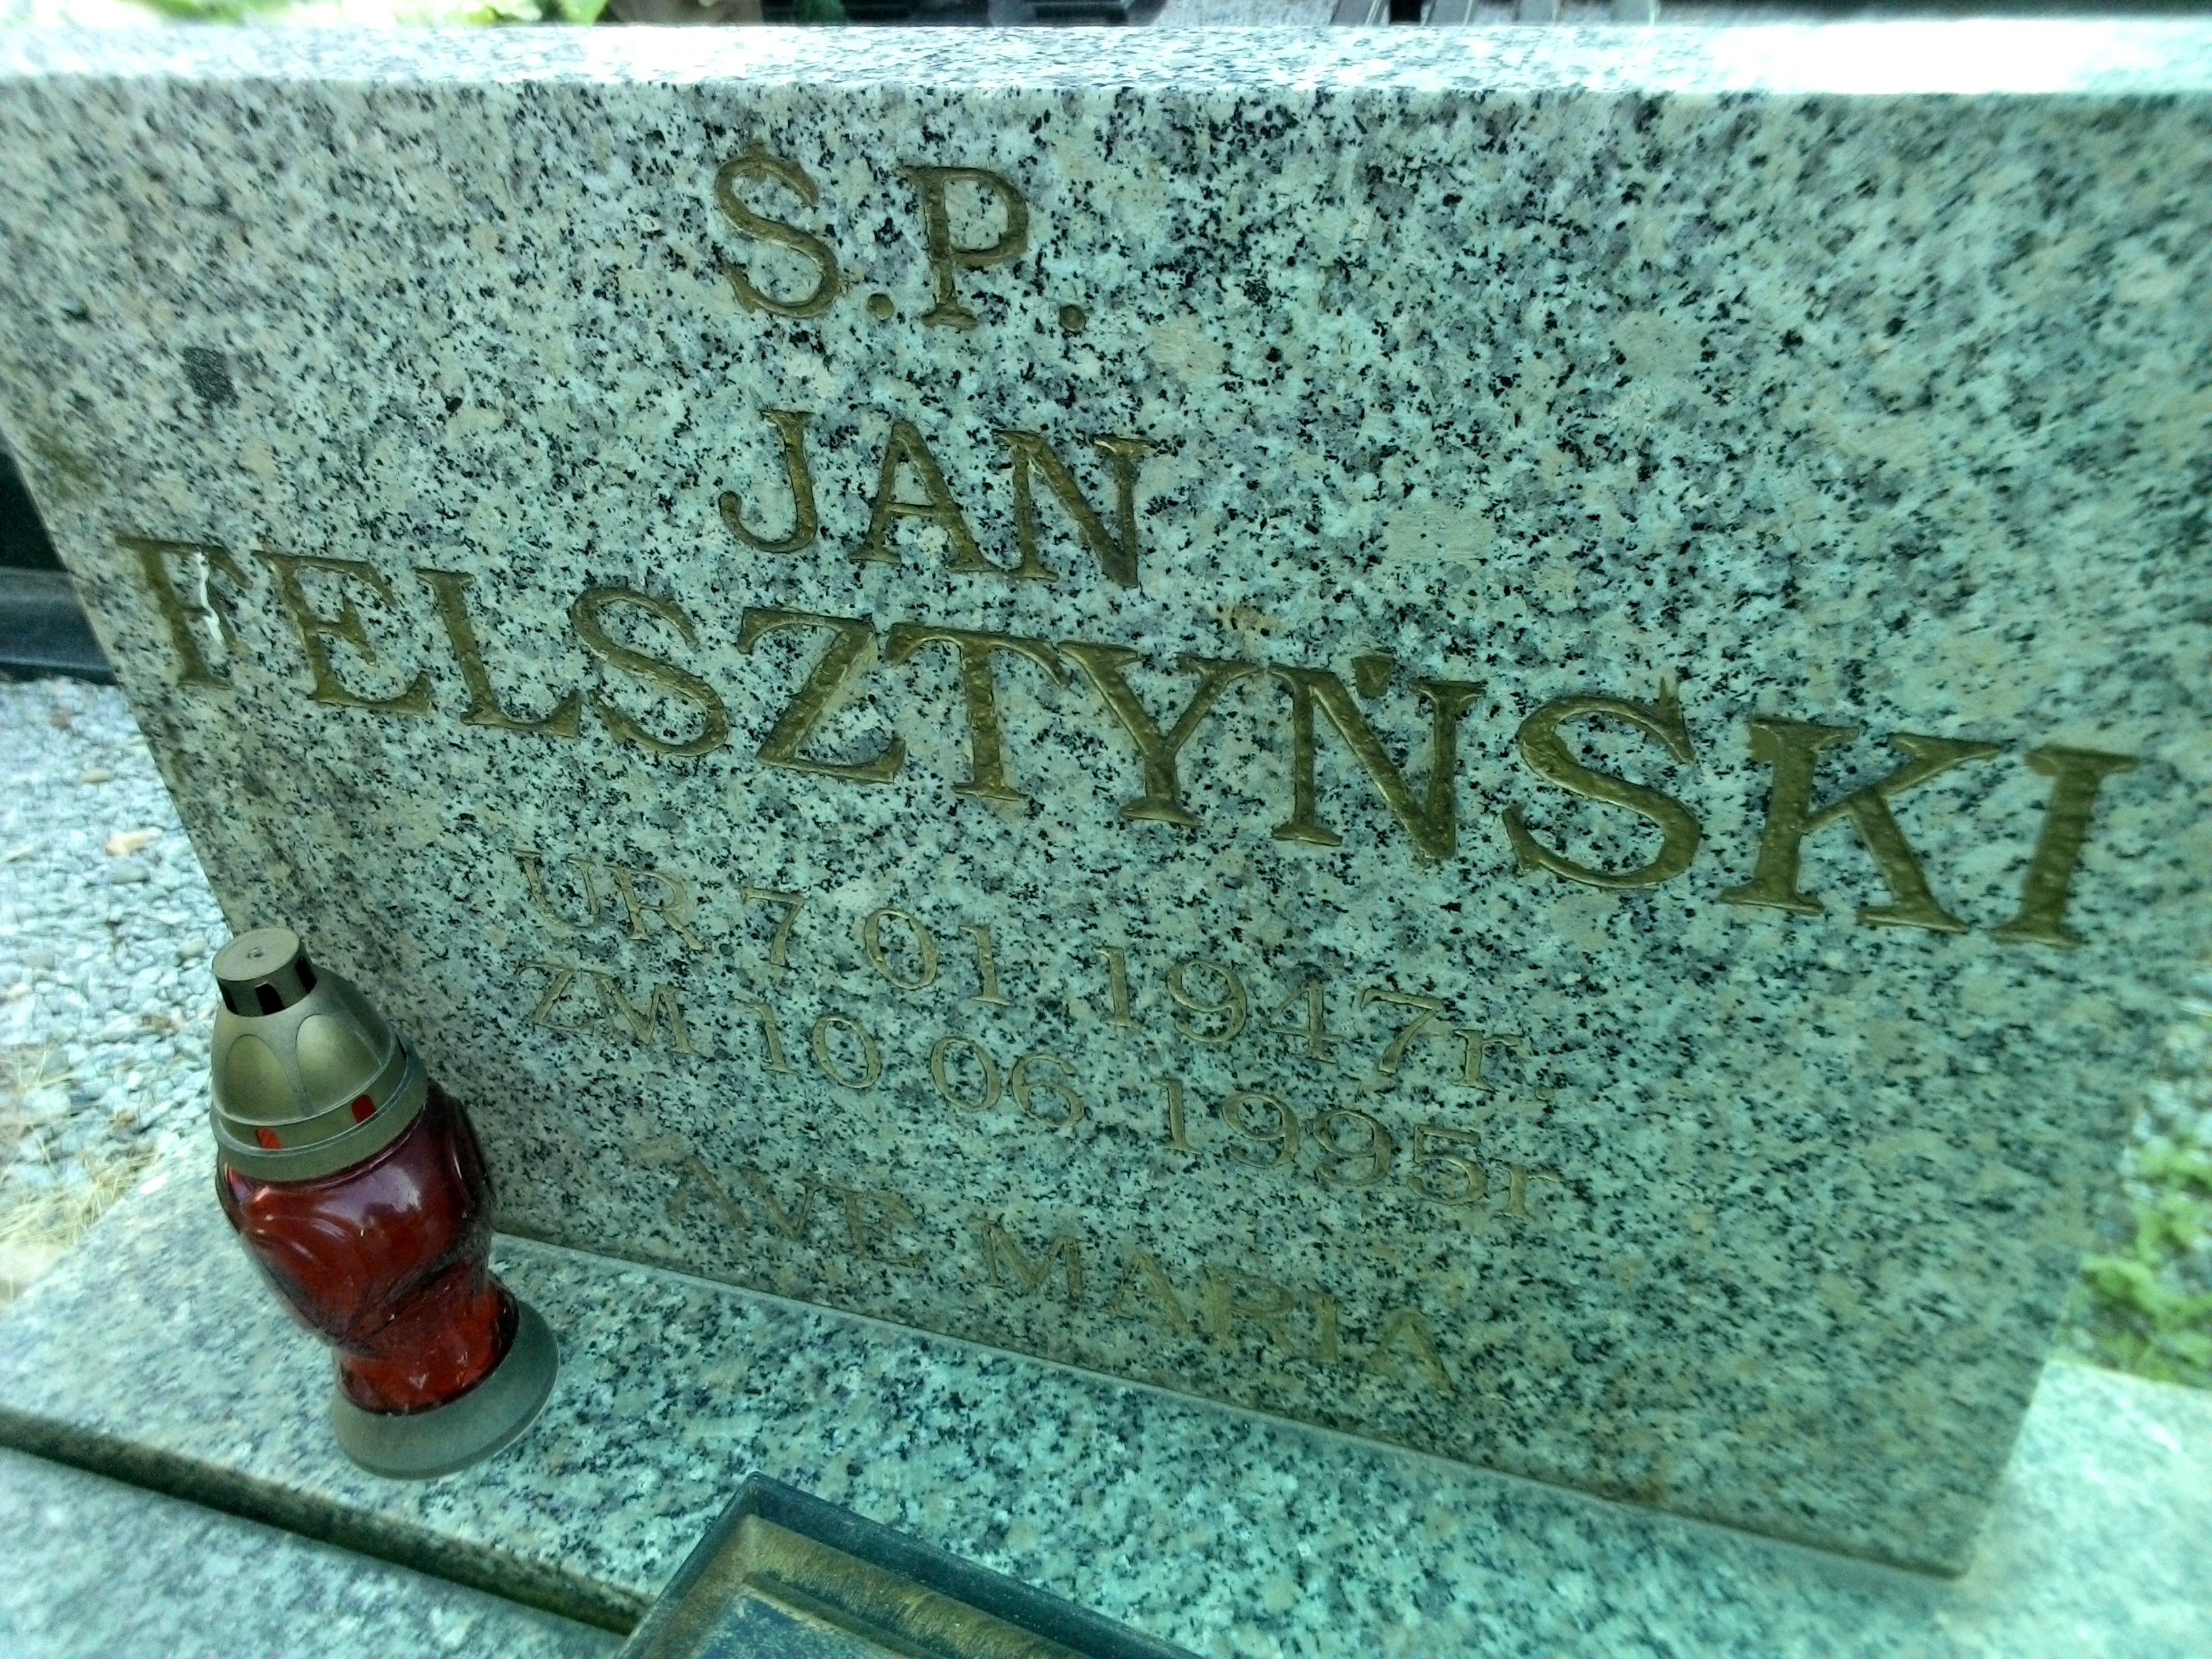 Ś.P.
JAN
FELSZTYŃSKI
UR 7 01 1947r.
ZM 10 06 1995r
AVE MARIA